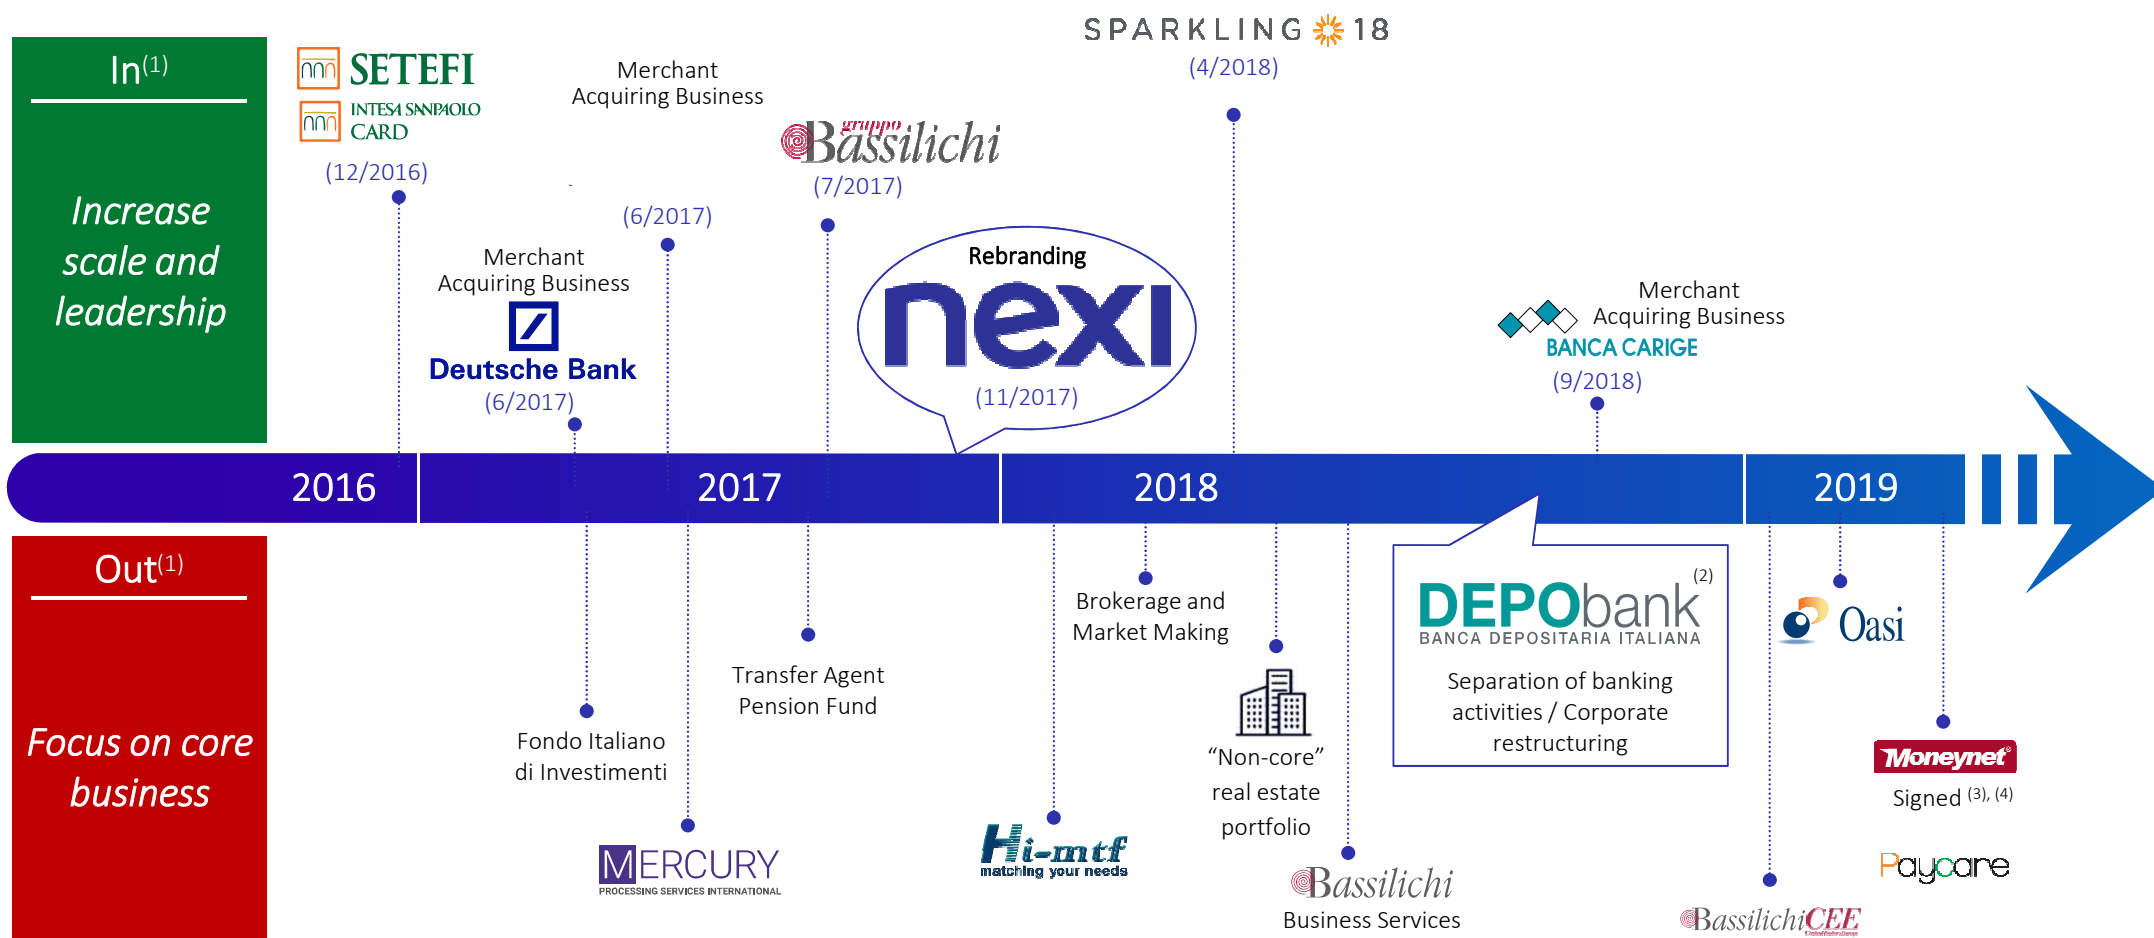 In(1)
Increase
scale and
leadership
SETEFI
INTESA SANPAOLO
CARD
(12/2016)
Merchant
Acquiring Business
Deutsche Bank
(6/2017)
Merchant
Acquiring Business
(6/2017)
gruppo
Bassilichi
(7/2017)
Rebranding
nexi
(11/2017)
SPARKLING 18
(4/2018)
Merchant
Acquiring Business
BANCA CARIGE
(9/2018)
2016
2017
2018
2019
Out(1)
Focus on core
business
Fondo Italiano
di Investimenti
MERCURY
PROCESSING SERVICES INTERNATIONAL
Transfer Agent
Pension Fund
Hi-mtf
matching your needs
Brokerage and
Market Making
“Non-core”
real estate
portfolio
Bassilichi
Business Services
DEPObank (2)
BANCA DEPOSITARIA ITALIANA
Separation of banking
activities / Corporate
restructuring
BassilichiCEE
Oasi
Moneynet®
Signed (3), (4)
Paycare